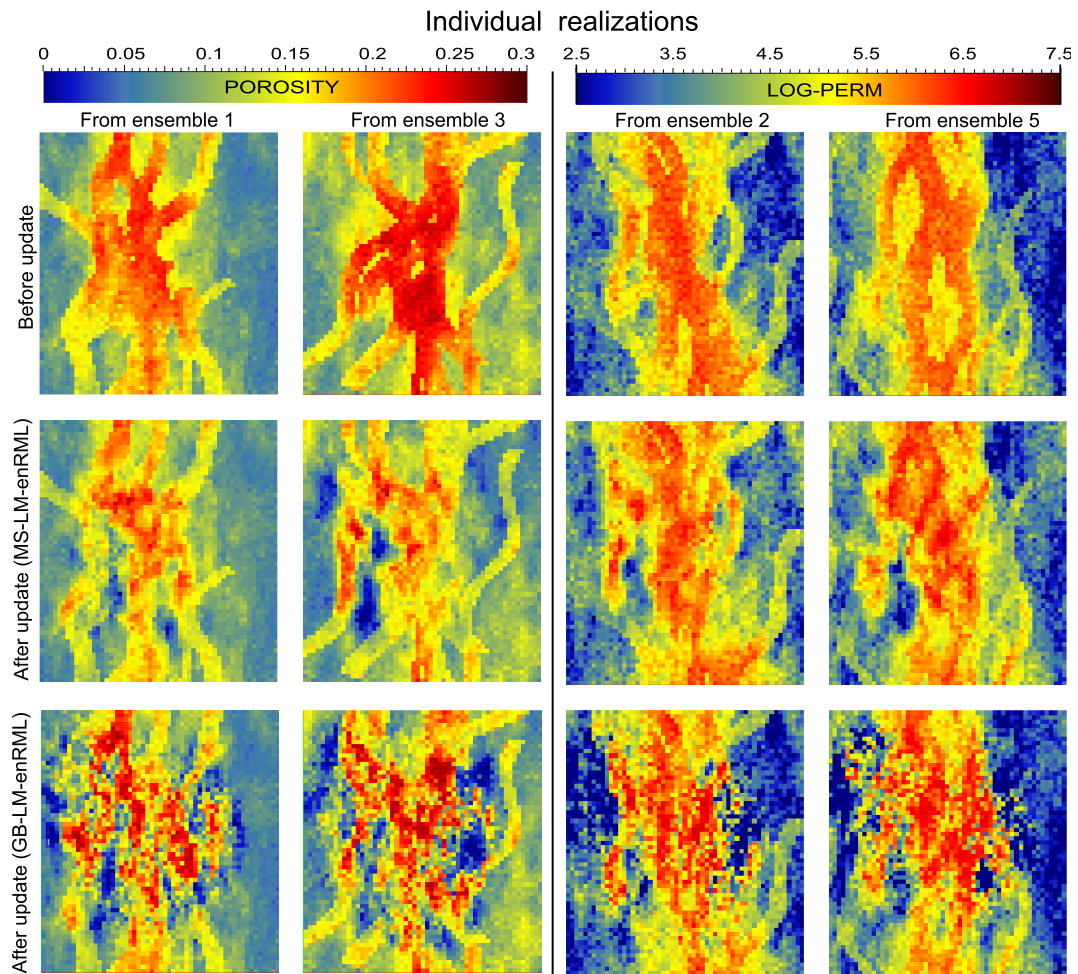 Individual realizations
0 0.05 0.1 0.15 0.2 0.25 0.3
2.5 3.5 4.5 5.5 6.5 7.5
POROSITY
LOG-PERM
From ensemble 1
From ensemble 3
From ensemble 2
From ensemble 5
Before update
After update (MS-LM-enRML)
After update (GB-LM-enRML)